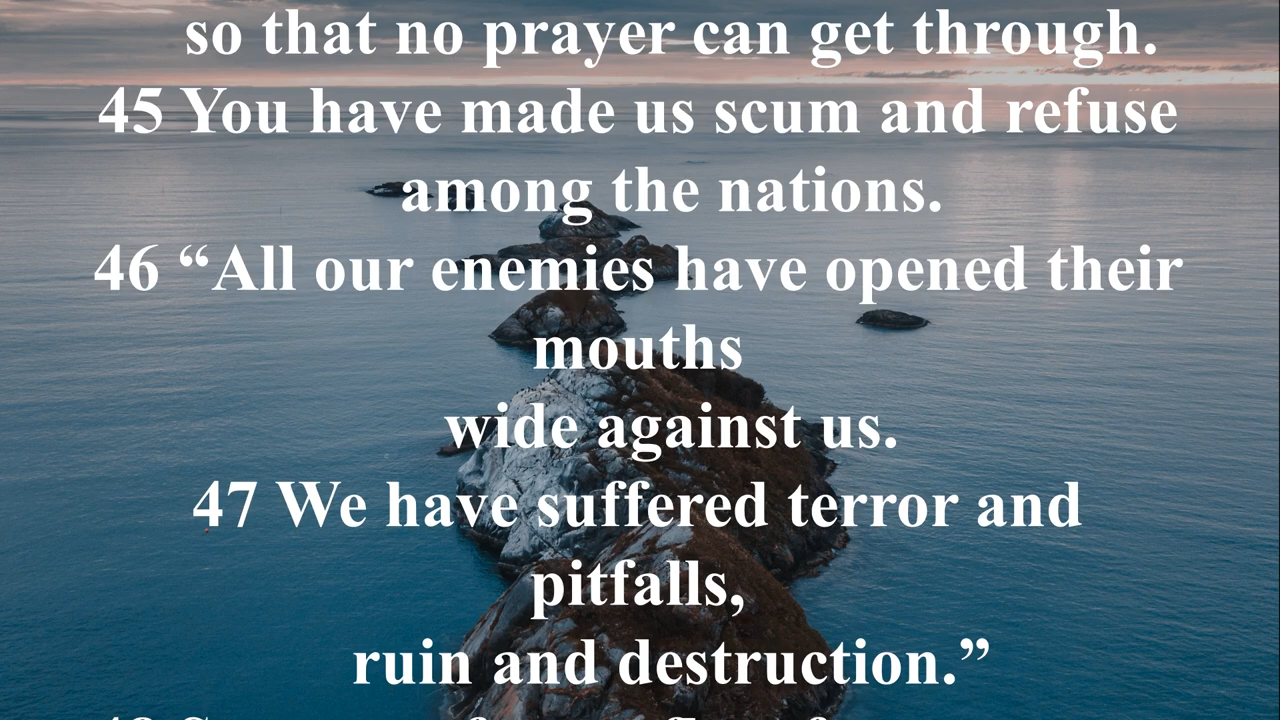 so that no prayer can get through.
45 You have made us scum and refuse
among the nations.
46 “All our enemies have opened their
mouths
wide against us.
47 We have suffered terror and
pitfalls,
ruin and destruction.”